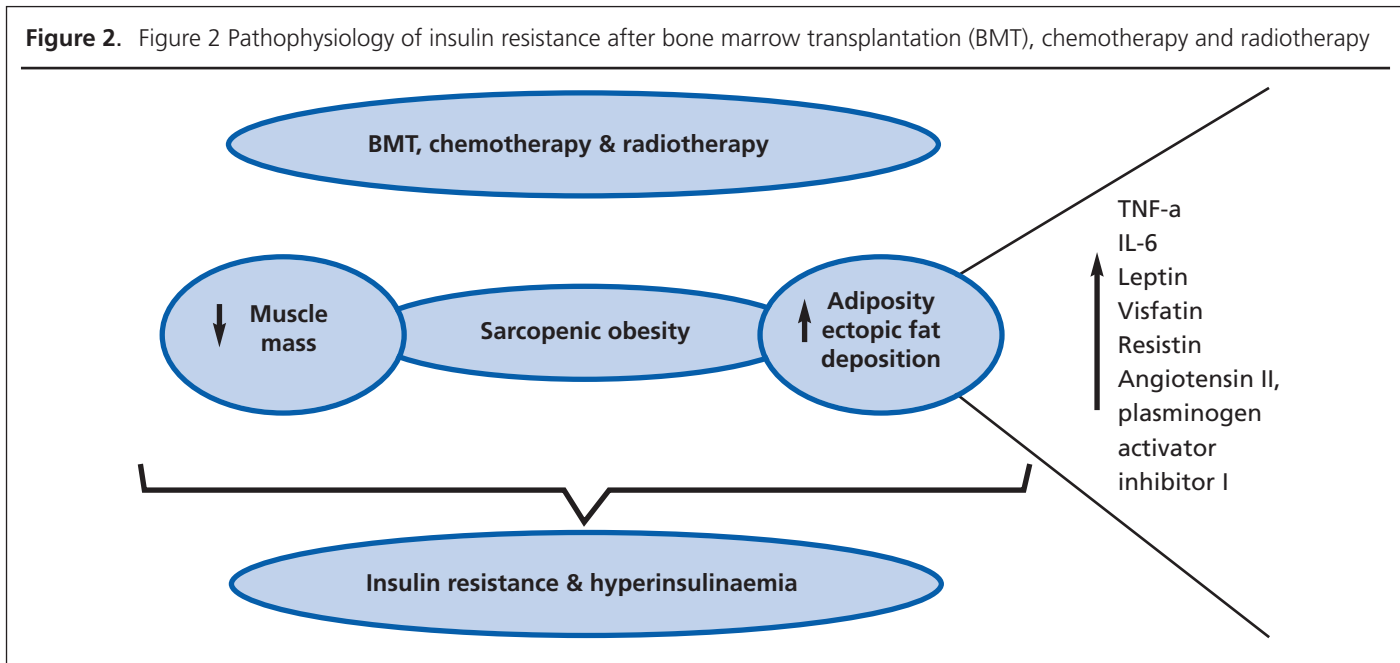 Figure 2. Figure 2 Pathophysiology of insulin resistance after bone marrow transplantation (BMT), chemotherapy and radiotherapy
BMT, chemotherapy & radiotherapy
Muscle
mass
Sarcopenic obesity
Adiposity
ectopic fat
deposition
TNF-a
IL-6
Leptin
Visfatin
Resistin
Angiotensin II,
plasminogen
activator
inhibitor I
Insulin resistance & hyperinsulinaemia